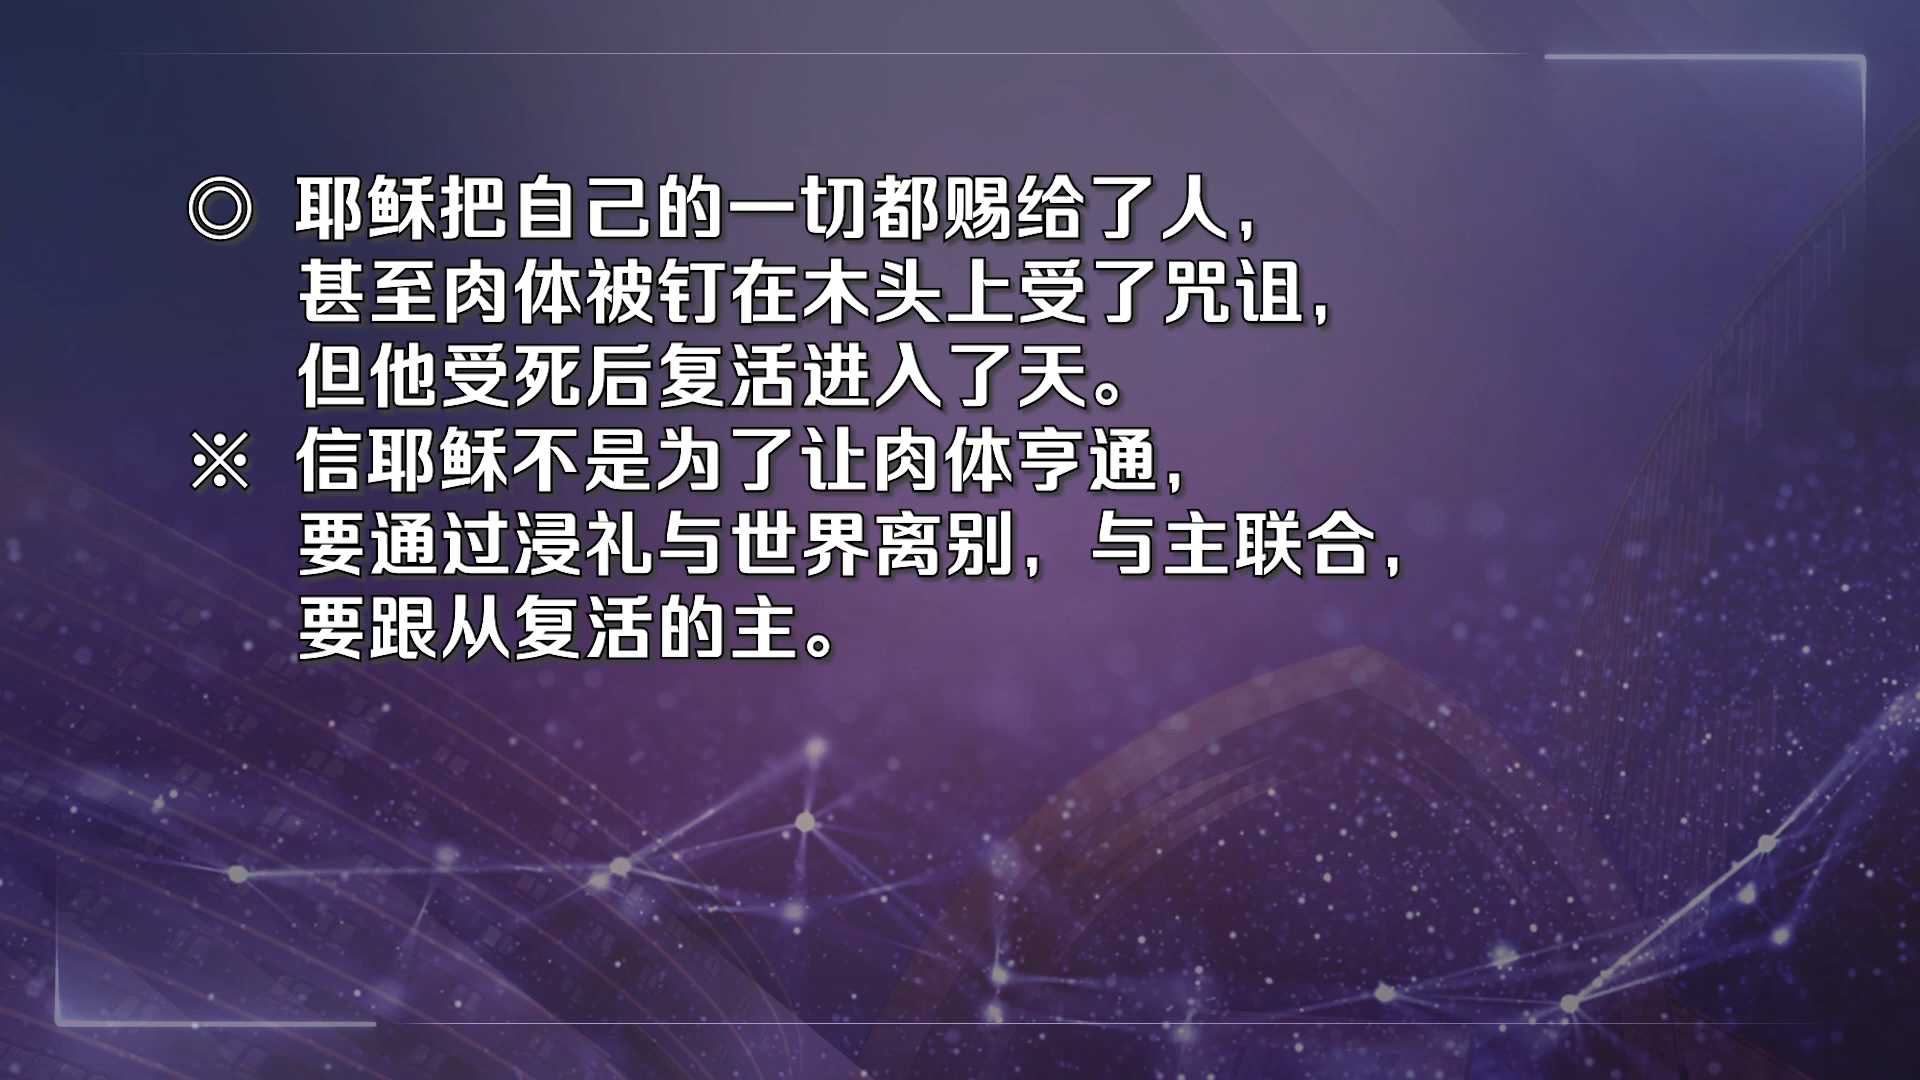 ◎ 耶稣把自己的一切都赐给了人，
甚至肉体被钉在木头上受了咒诅，
但他受死后复活进入了天。
※ 信耶稣不是为了让肉体亨通，
要通过浸礼与世界离别，与主联合，
要跟从复活的主。